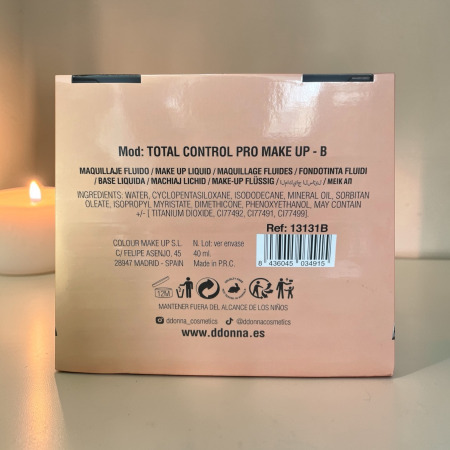 Mod: TOTAL CONTROL PRO MAKE UP - B
MAQUILLAJE FLUIDO / MAKE UP LIQUID / MAQUILLAGE FLUIDES / FONDOTINTA FLUIDI
/ BASE LIQUIDA / MACHIAJ LICHID / MAKE-UP FLÜSSIG / / MEIK AR
INGREDIENTS: WATER, CYCLOPENTASILOXANE, ISODODECANE, MINERAL OIL, SORBITAN
OLEATE, ISOPROPYL MYRISTATE, DIMETHICONE, PHENOXYETHANOL, MAY CONTAIN
+/- [ TITANIUM DIOXIDE, CI77492, CI77491, CI77499].
Ref: 13131B
COLOUR MAKE UP S.L
C/ FELIPE ASENJO, 45
28947 MADRID - SPAIN
N. Lot: ver envase
40 ml.
Made in P.R.C.
8 436045 034915
12M
MANTENER FUERA DEL ALCANCE DE LOS NIÑOS
ddonna_cosmetics
@ddonnacosmetics
www.ddonna.es